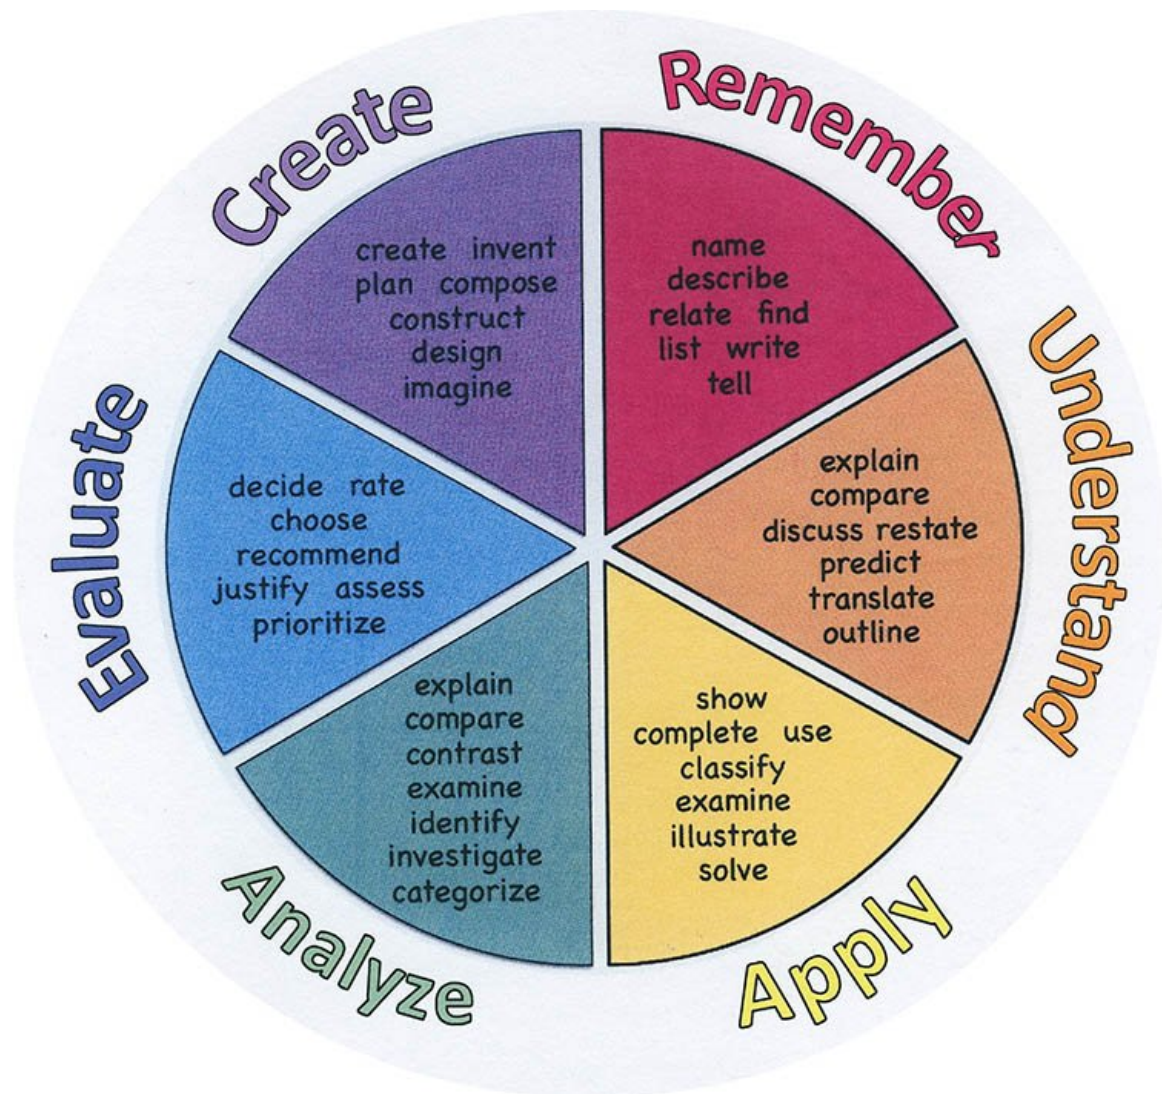 Remember
name
describe
relate find
list write
tell
Understand
explain
compare
discuss restate
predict
translate
outline
Apply
show
complete use
classify
examine
illustrate
solve
Analyze
explain
compare
contrast
examine
identify
investigate
categorize
Evaluate
decide rate
choose
recommend
justify assess
prioritize
Create
create invent
plan compose
construct
design
imagine